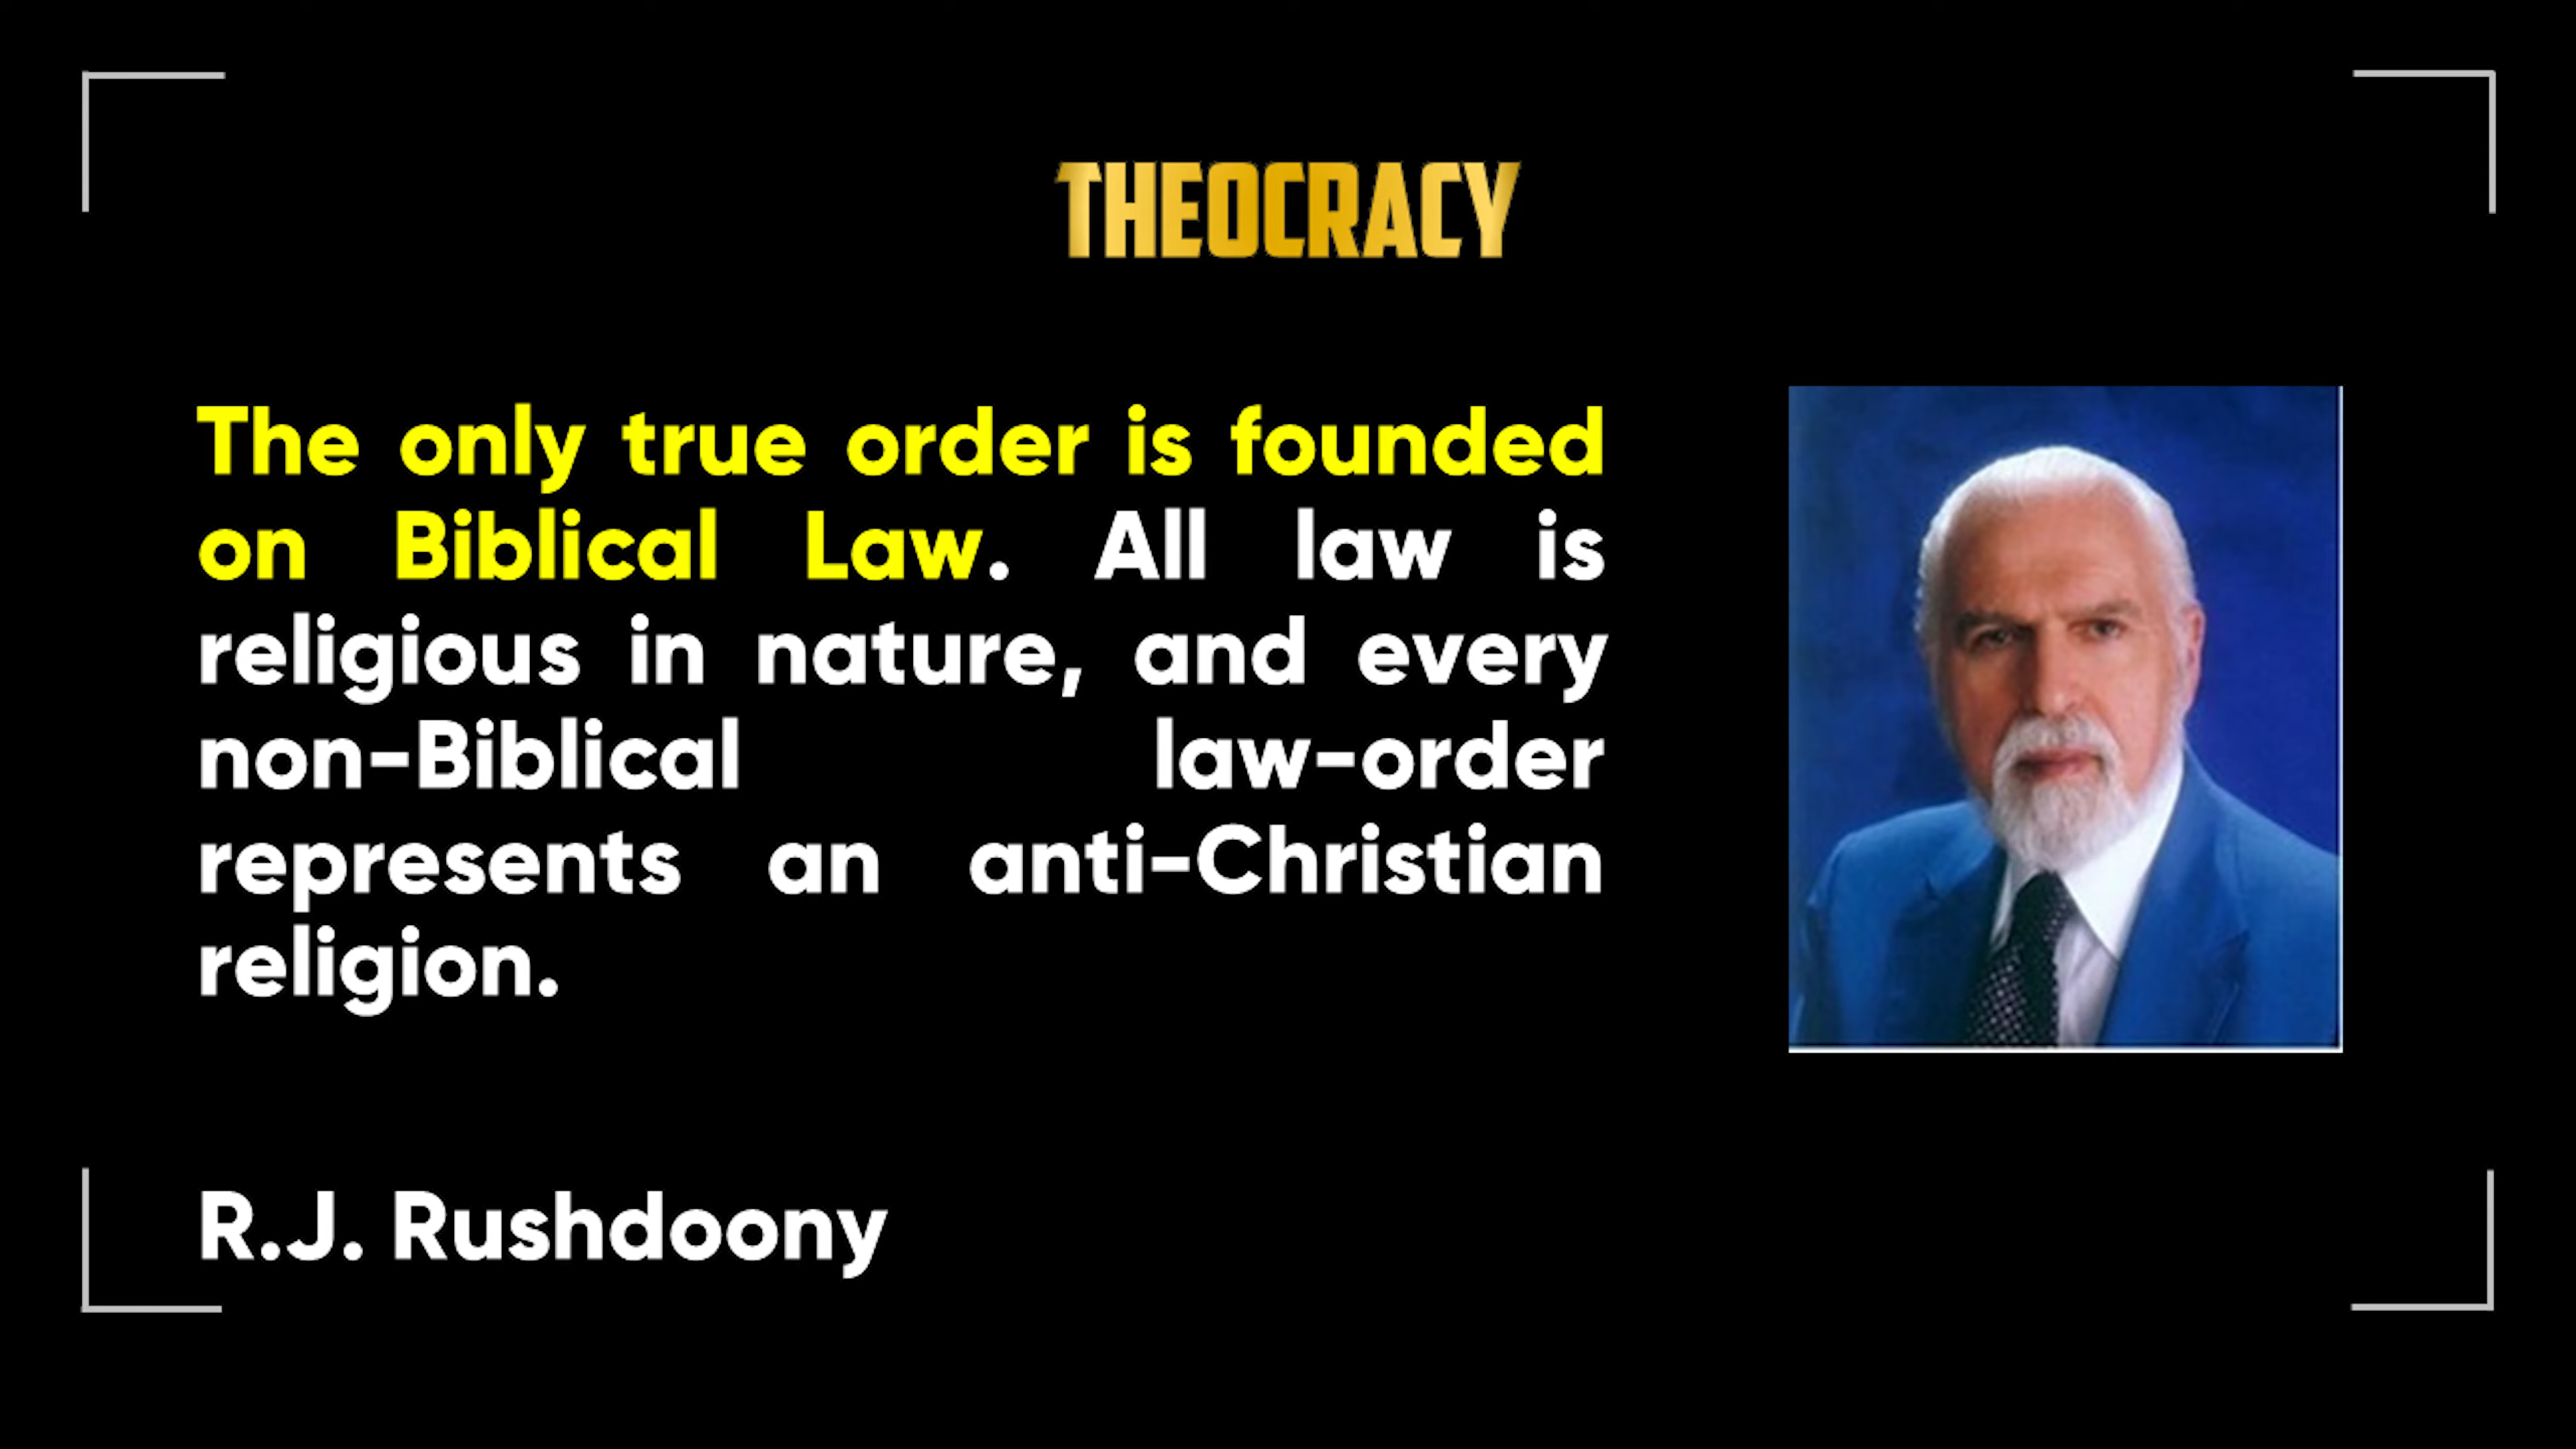 THEOCRACY
The only true order is founded
on Biblical Law. All law is
religious in nature, and every
non-Biblical law-order
represents an anti-Christian
religion.
R.J. Rushdoony